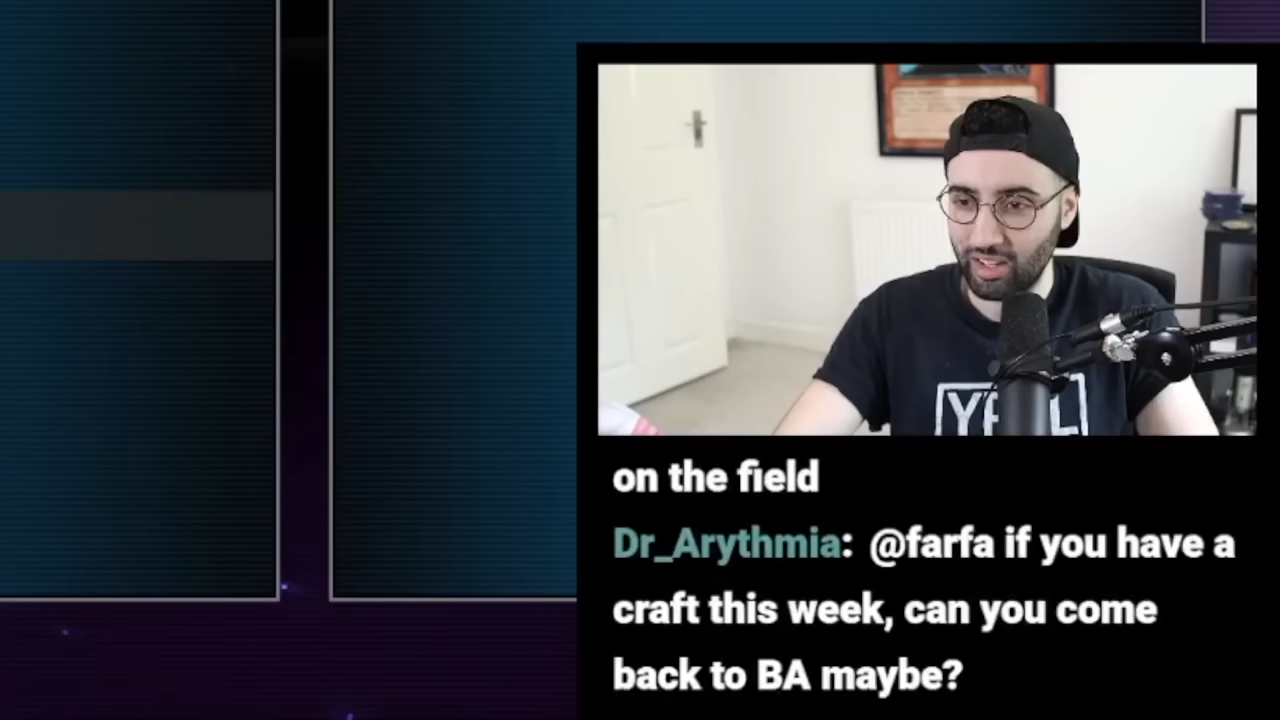 on the field
Dr_Arythmia: @farfa if you have a
craft this week, can you come
back to BA maybe?